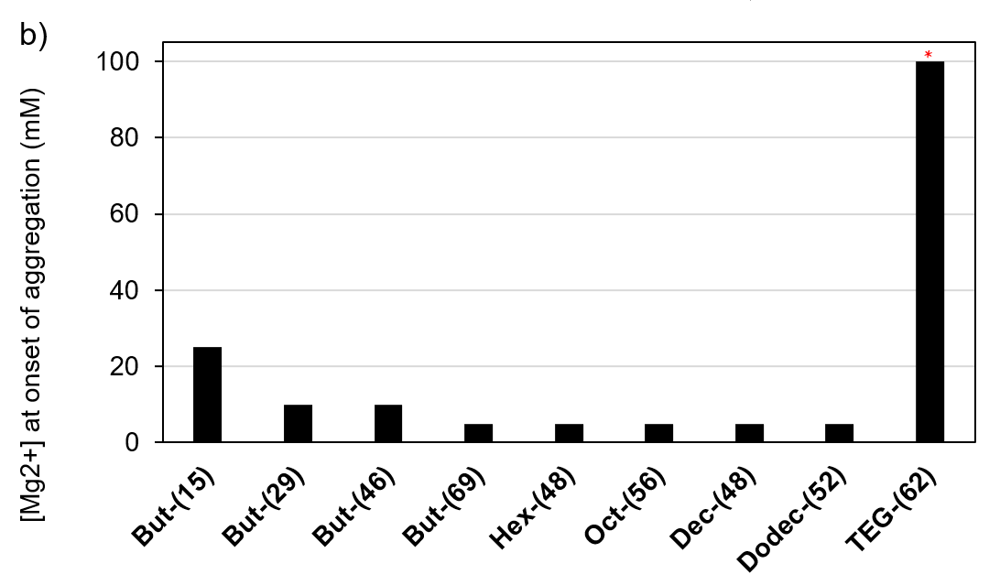 b)
[Mg2+] at onset of aggregation (mM)
100
80
60
40
20
0
*
But-(15)
But-(29)
But-(46)
But-(69)
Hex-(48)
Oct-(56)
Dec-(48)
Dodec-(52)
TEG-(62)